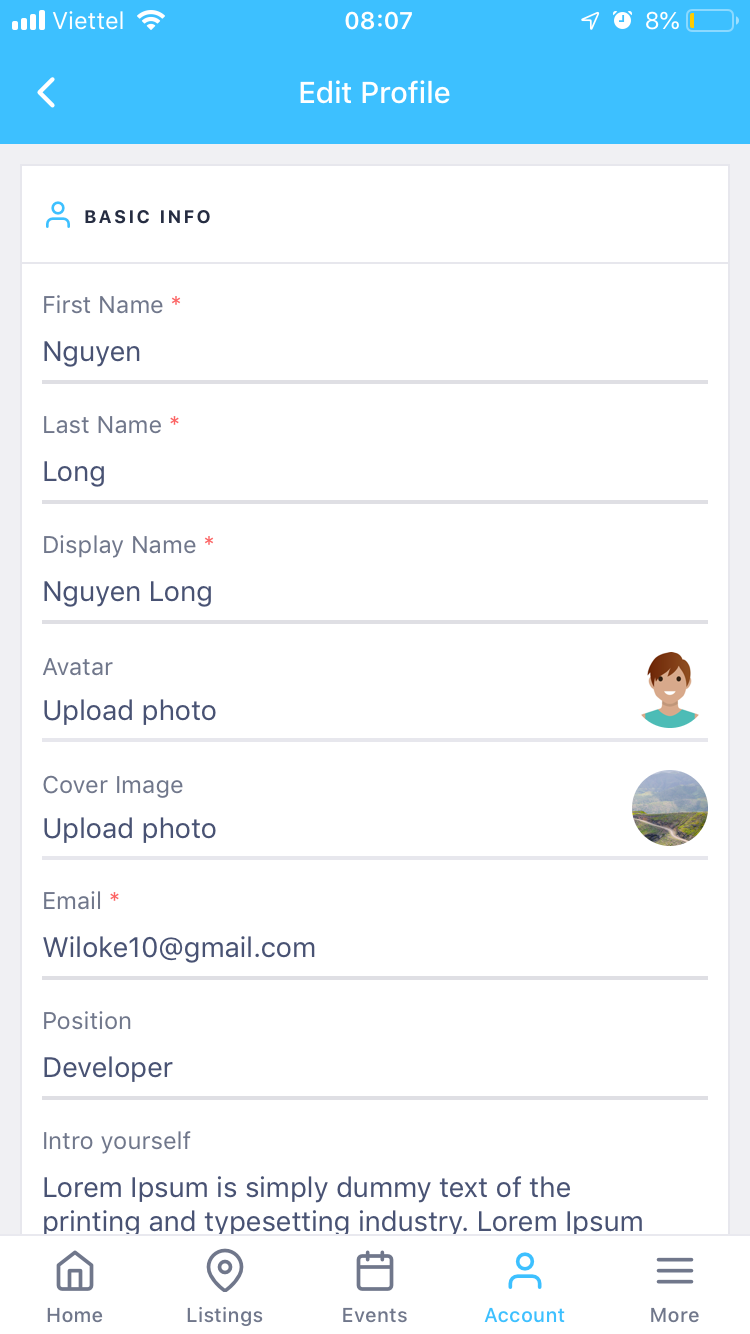 Viettel 08:07 8%
Edit Profile
BASIC INFO
First Name *
Nguyen
Last Name *
Long
Display Name *
Nguyen Long
Avatar
Upload photo
Cover Image
Upload photo
Email *
Wiloke10@gmail.com
Position
Developer
Intro yourself
Lorem Ipsum is simply dummy text of the
printing and typesetting industry. Lorem Ipsum
Home Listings Events Account More